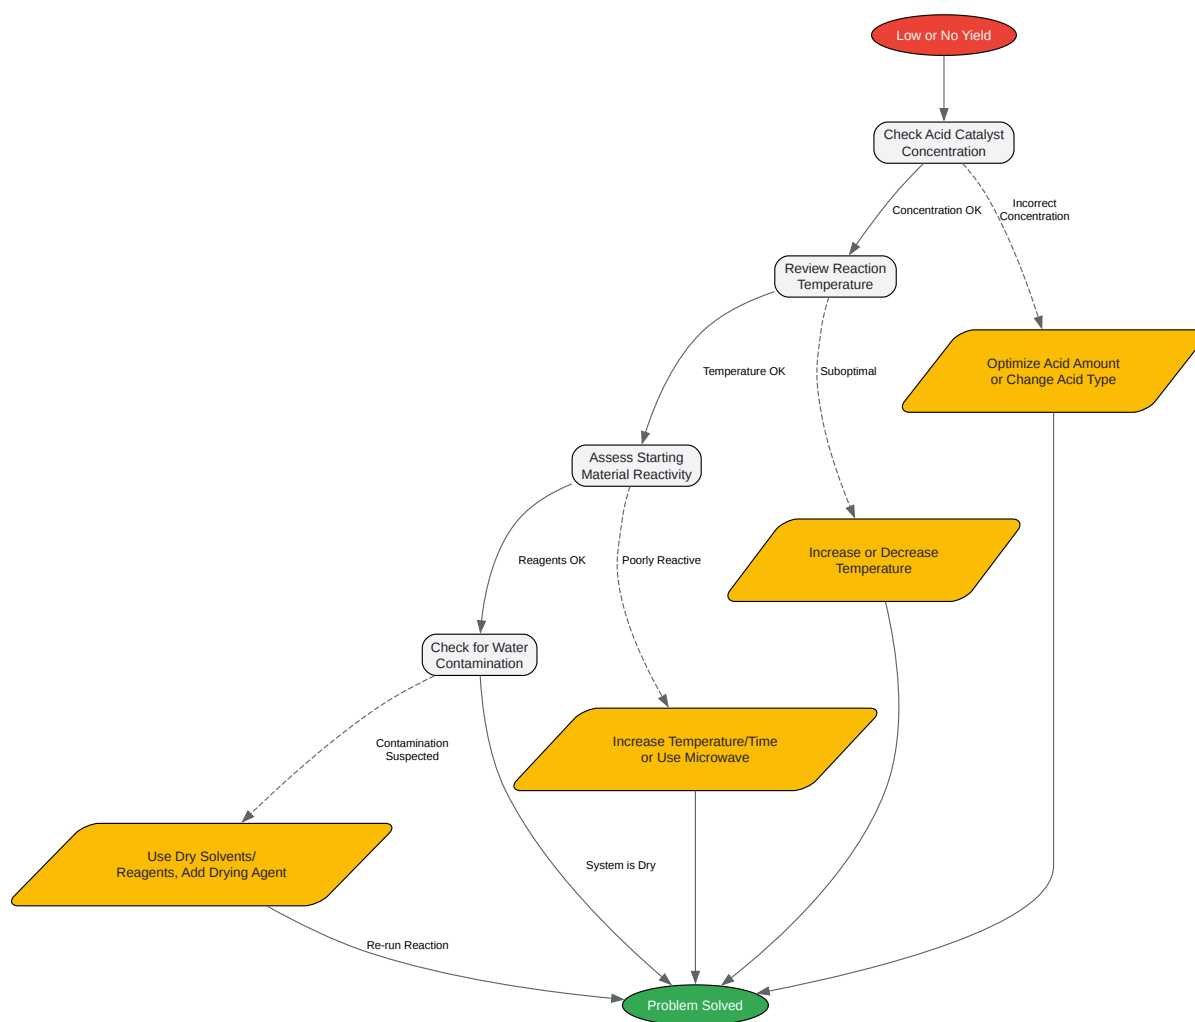 Low or No Yield
Check Acid Catalyst
Concentration
Concentration OK
Incorrect
Concentration
Review Reaction
Temperature
Optimize Acid Amount
or Change Acid Type
Temperature OK
Suboptimal
Assess Starting
Material Reactivity
Increase or Decrease
Temperature
Reagents OK
Poorly Reactive
Check for Water
Contamination
Increase Temperature/Time
or Use Microwave
Contamination
Suspected
Use Dry Solvents/
Reagents, Add Drying Agent
System is Dry
Re-run Reaction
Problem Solved